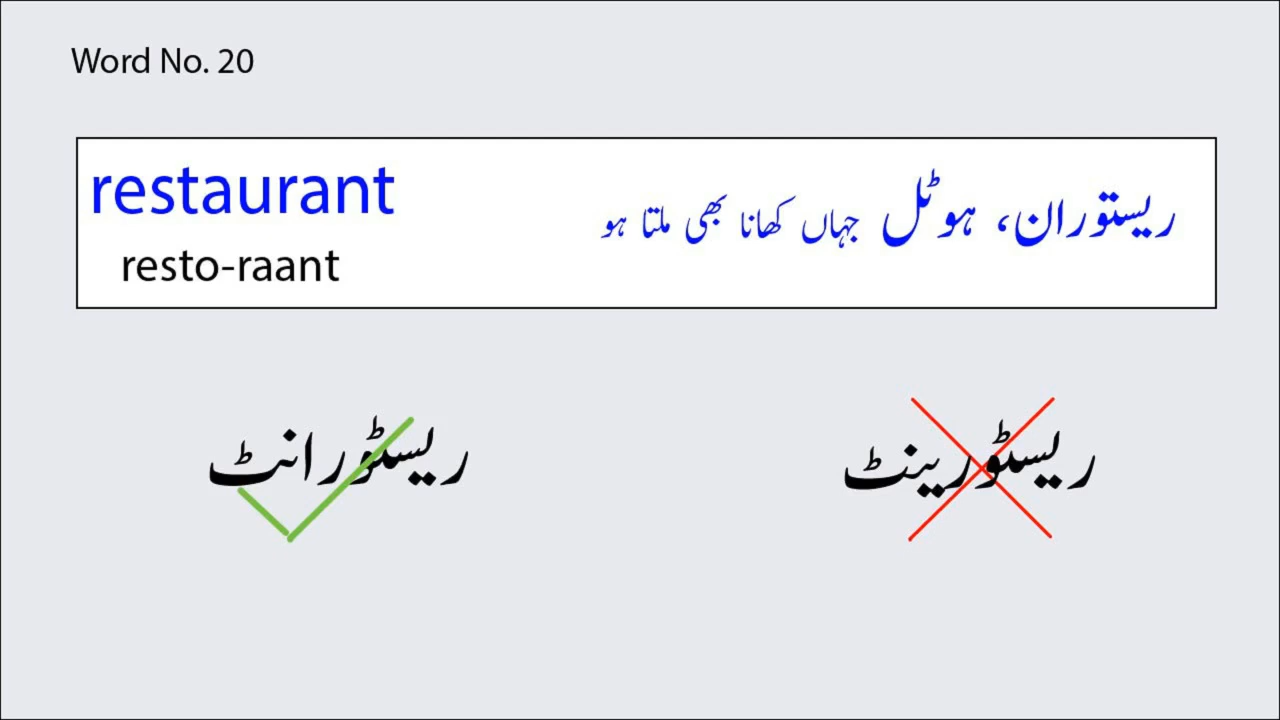 Word No. 20
restaurant
ریستوران، ہوٹل جہاں کھانا بھی ملتا ہو
resto-raant
ریسٹورانٹ
ریسٹورینٹ